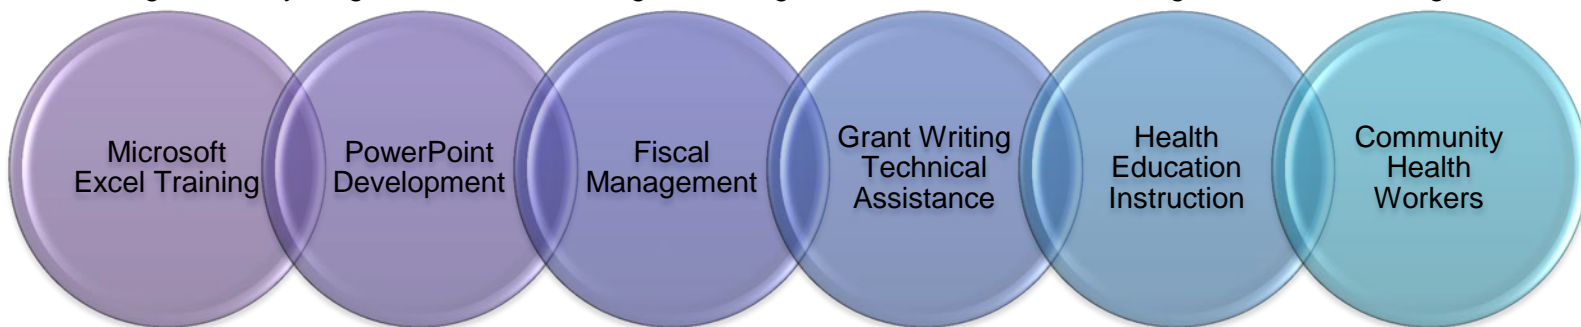 Microsoft
Excel Training
PowerPoint
Development
Fiscal
Management
Grant Writing
Technical
Assistance
Health
Education
Instruction
Community
Health
Workers